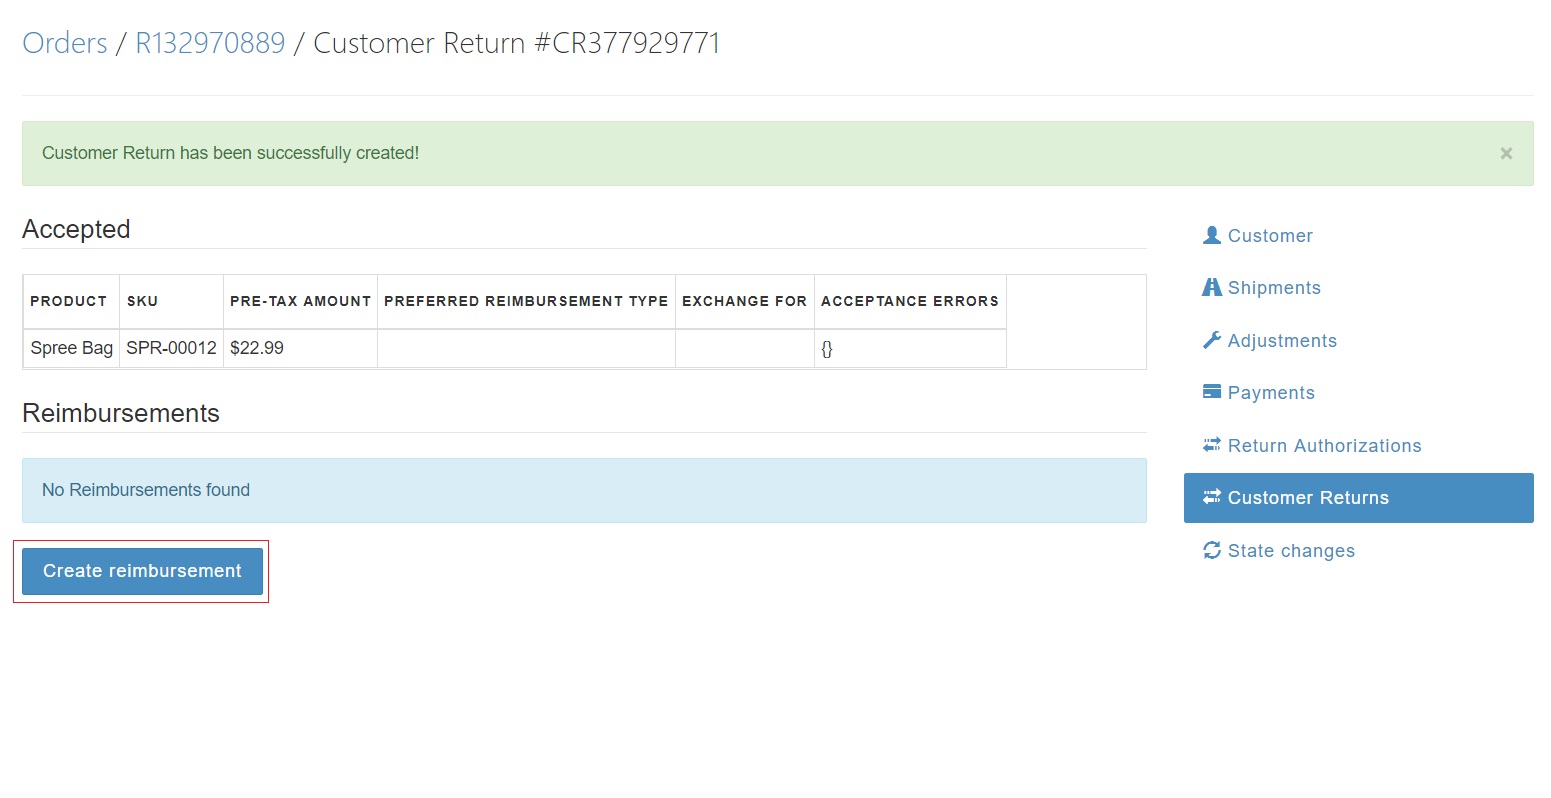 Orders / R132970889 / Customer Return #CR377929771
Customer Return has been successfully created!
×
Accepted
PRODUCT SKU PRE-TAX AMOUNT PREFERRED REIMBURSEMENT TYPE EXCHANGE FOR ACCEPTANCE ERRORS
Spree Bag SPR-00012 $22.99 {}
Reimbursements
No Reimbursements found
Create reimbursement
Customer
Shipments
Adjustments
Payments
Return Authorizations
Customer Returns
State changes